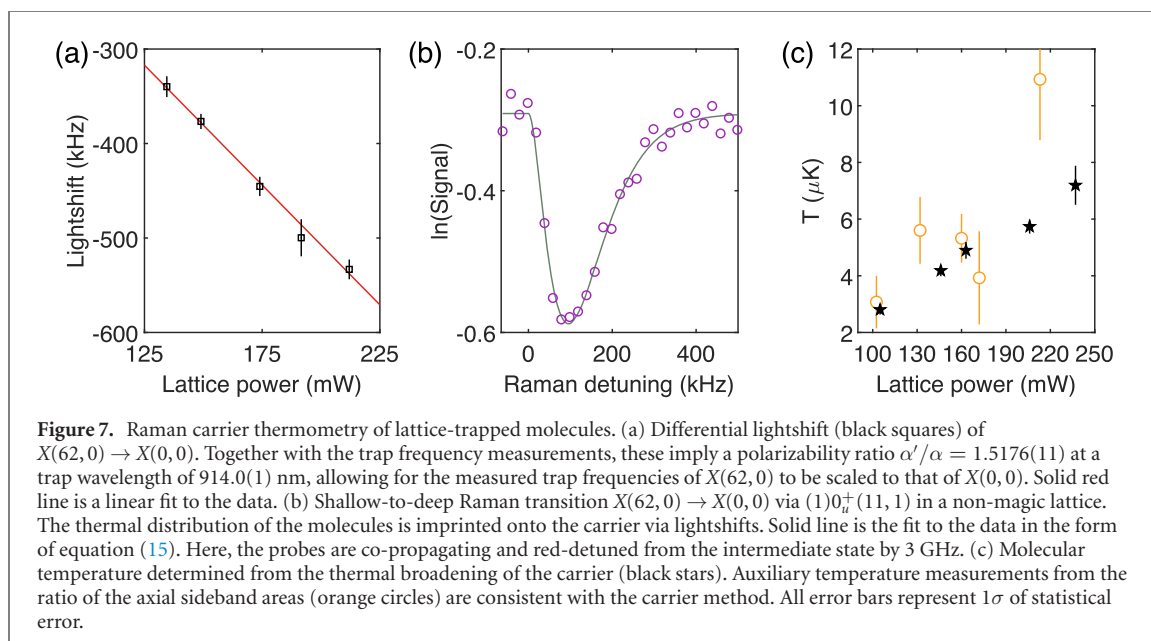 (a)
-300
-400
-500
-600
Lightshift (kHz)
125
175
225
Lattice power (mW)
(b)
-0.2
-0.4
-0.6
ln(Signal)
0
200
400
Raman detuning (kHz)
(c)
12
10
8
6
4
2
T (μK)
100
130
160
190
220
250
Lattice power (mW)
Figure 7. Raman carrier thermometry of lattice-trapped molecules. (a) Differential lightshift (black squares) of
X(62, 0) → X(0, 0). Together with the trap frequency measurements, these imply a polarizability ratio α′/α = 1.5176(11) at a
trap wavelength of 914.0(1) nm, allowing for the measured trap frequencies of X(62, 0) to be scaled to that of X(0, 0). Solid red
line is a linear fit to the data. (b) Shallow-to-deep Raman transition X(62, 0) → X(0, 0) via (1)0⁺ᵤ(11, 1) in a non-magic lattice.
The thermal distribution of the molecules is imprinted onto the carrier via lightshifts. Solid line is the fit to the data in the form
of equation (15). Here, the probes are co-propagating and red-detuned from the intermediate state by 3 GHz. (c) Molecular
temperature determined from the thermal broadening of the carrier (black stars). Auxiliary temperature measurements from the
ratio of the axial sideband areas (orange circles) are consistent with the carrier method. All error bars represent 1σ of statistical
error.